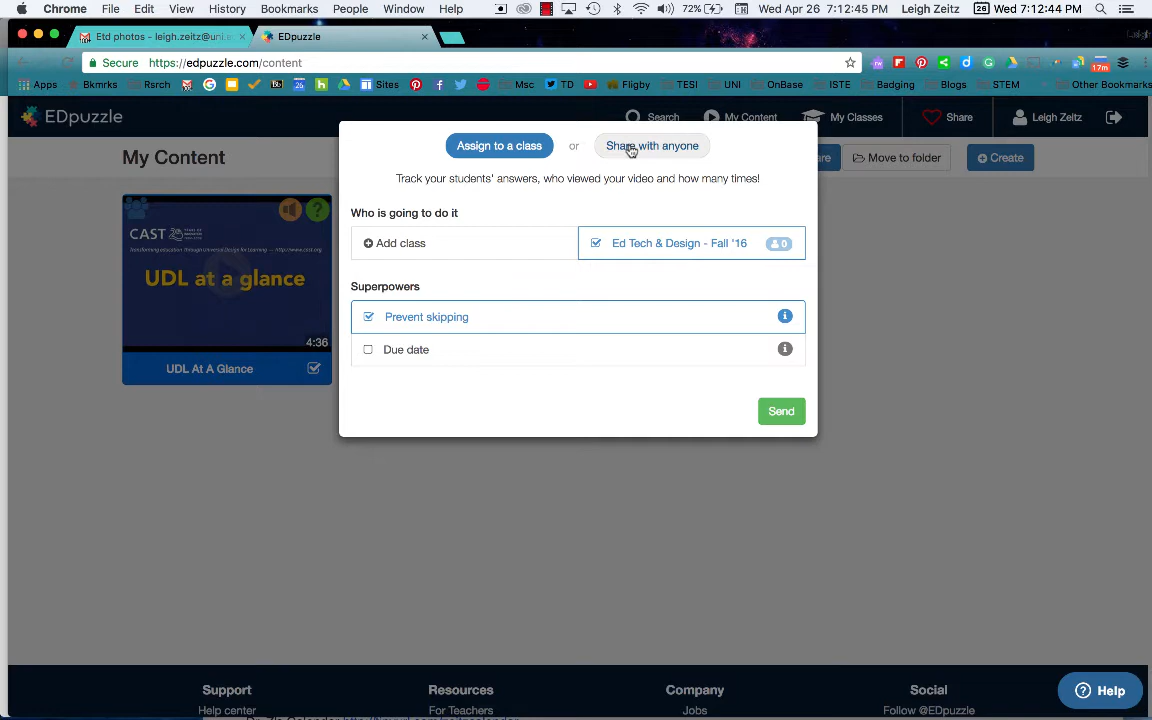 Chrome File Edit View History Bookmarks People Window Help 72% Wed Apr 26 7:12:45 PM Leigh Zeitz 26 Wed 7:12:44 PM
Etd photos - leigh.zeitz@uni.e × EDpuzzle × Leigh
Secure https://edpuzzle.com/content 17m
Apps Bkmrks Rsrch Sites Msc TD Fligby TESI UNI OnBase ISTE Badging Blogs STEM Other Bookmarks
EDpuzzle Search My Content My Classes Share Leigh Zeitz
My Content Move to folder Create
Assign to a class or Share with anyone
Track your students' answers, who viewed your video and how many times!
Who is going to do it
Add class Ed Tech & Design - Fall '16 0
Superpowers
Prevent skipping
Due date
Send
CAST
UDL at a glance
4:36
UDL At A Glance
Support Resources Company Social
Help center For Teachers Jobs Follow @EDpuzzle
Help